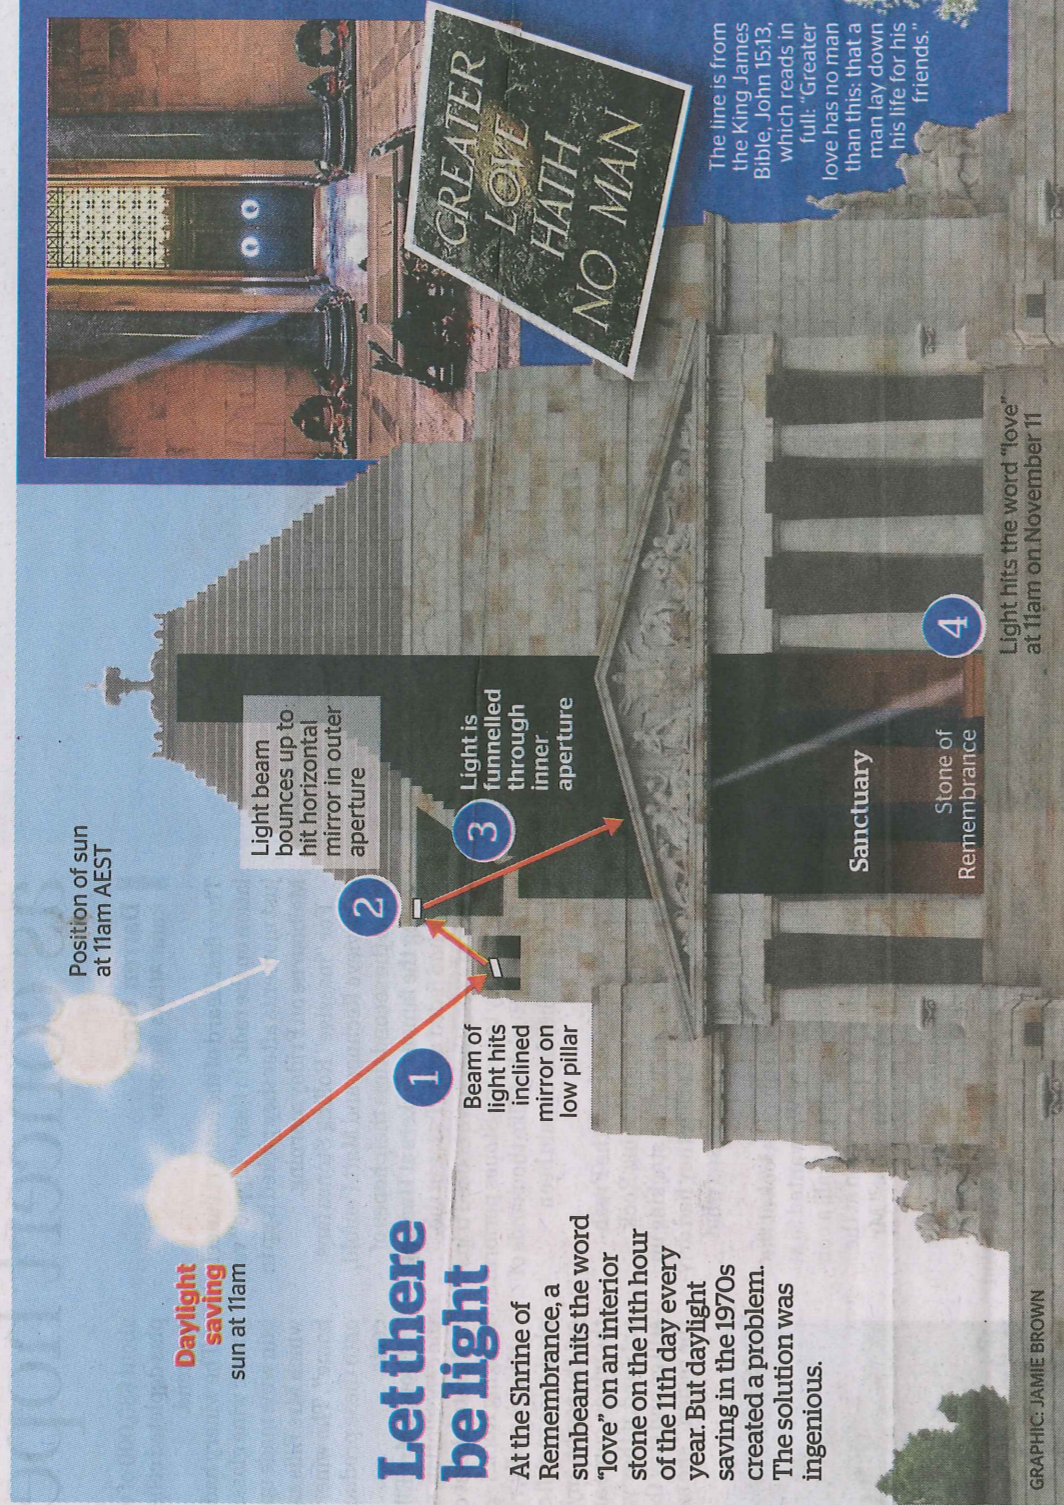 Let there
be light
At the Shrine of
Remembrance, a
sunbeam hits the word
"love" on an interior
stone on the 11th hour
of the 11th day every
year. But daylight
saving in the 1970s
created a problem.
The solution was
ingenious.
Daylight
saving
sun at 11am
Position of sun
at 11am AEST
1
Beam of
light hits
inclined
mirror on
low pillar
2
Light beam
bounces up to
hit horizontal
mirror in outer
aperture
3
Light is
funnelled
through
inner
aperture
Sanctuary
Stone of
Remembrance
4
Light hits the word "love"
at 11am on November 11
GREATER
LOVE
HATH
NO MAN
The line is from
the King James
Bible, John 15:13,
which reads in
full: "Greater
love has no man
than this: that a
man lay down
his life for his
friends."
GRAPHIC: JAMIE BROWN